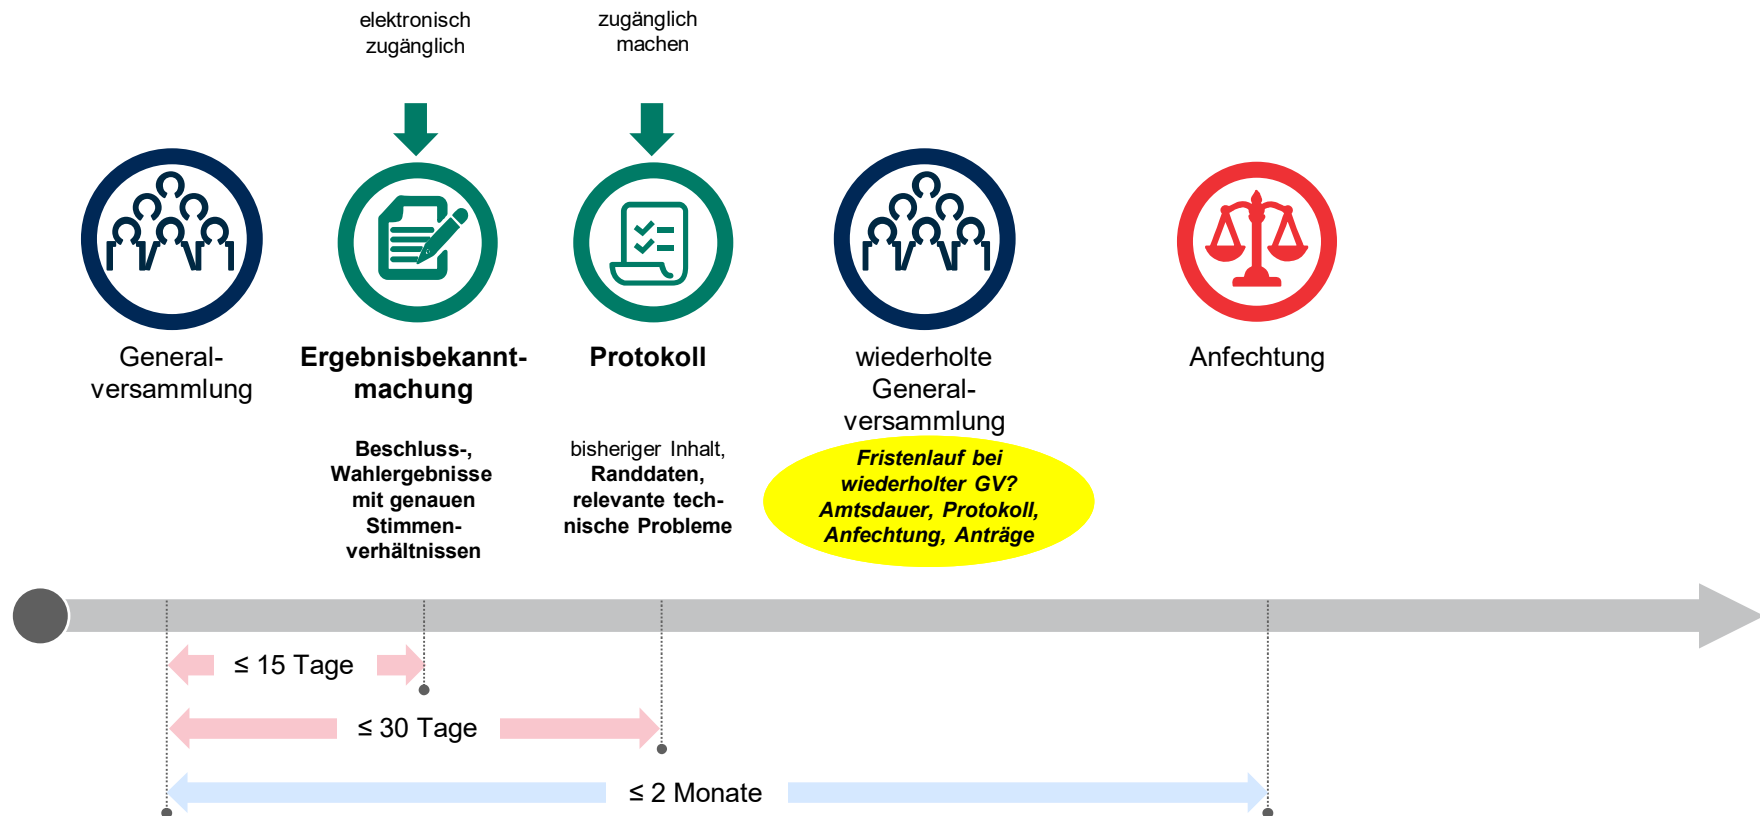 elektronisch
zugänglich
zugänglich
machen
General-
versammlung
Ergebnisbekannt-
machung
Protokoll
wiederholte
General-
versammlung
Anfechtung
Beschluss-,
Wahlergebnisse
mit genauen
Stimmen-
verhältnissen
bisheriger Inhalt,
Randdaten,
relevante tech-
nische Probleme
Fristenlauf bei
wiederholter GV?
Amtsdauer, Protokoll,
Anfechtung, Anträge
≤ 15 Tage
≤ 30 Tage
≤ 2 Monate